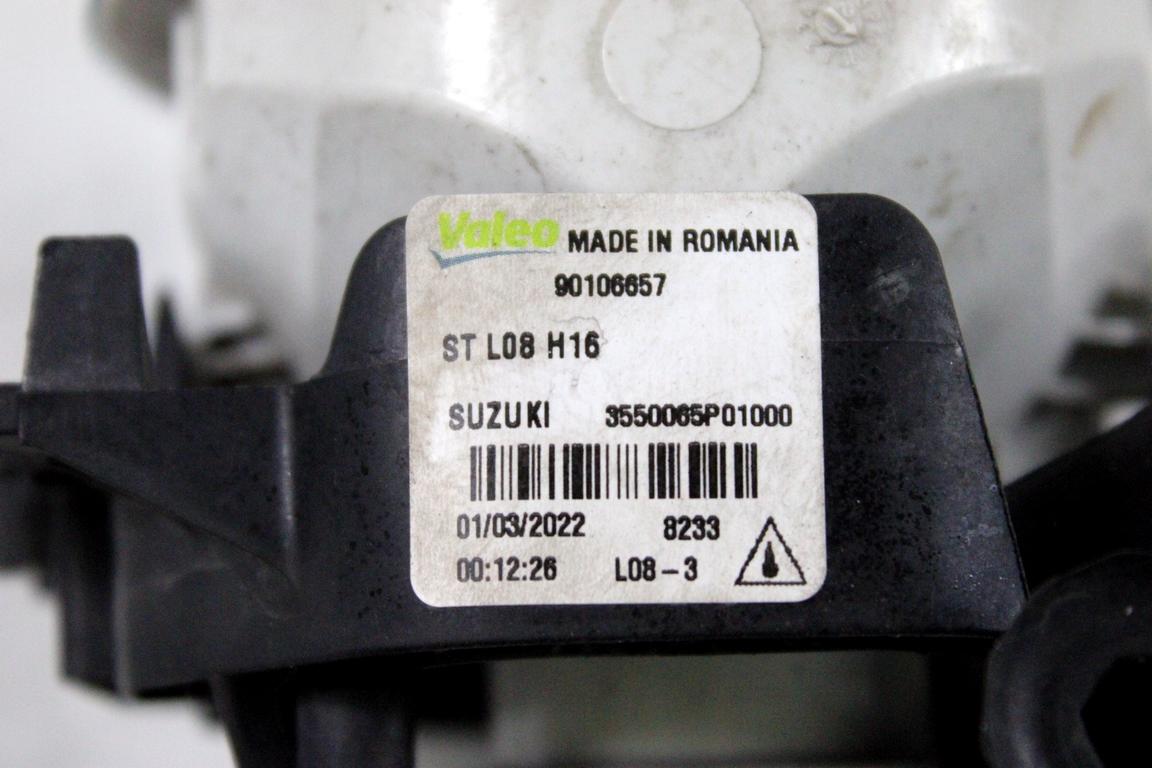 Valeo MADE IN ROMANIA
90106657
ST L08 H16
SUZUKI 3550065P01000
01/03/2022 8233
00:12:26 L08-3